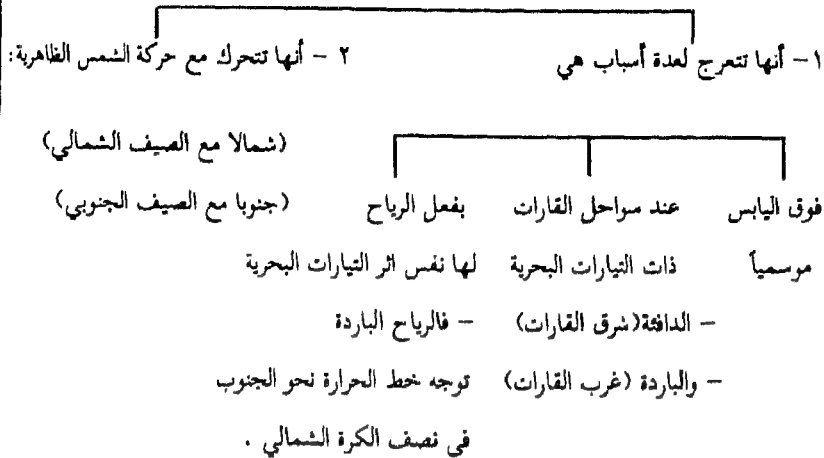 ١- أنها تتعرج لعدة أسباب هي
٢ - أنها تتحرك مع حركة الشمس الظاهرية:
(شمالا مع الصيف الشمالي)
(جنوبا مع الصيف الجنوبي)
فوق اليابس
موسمياً
عند سواحل القارات
ذات التيارات البحرية
- الدافئة (شرق القارات)
- والباردة (غرب القارات)
بفعل الرياح
لها نفس اثر التيارات البحرية
- فالرياح الباردة
توجه خط الحرارة نحو الجنوب
في نصف الكرة الشمالي .